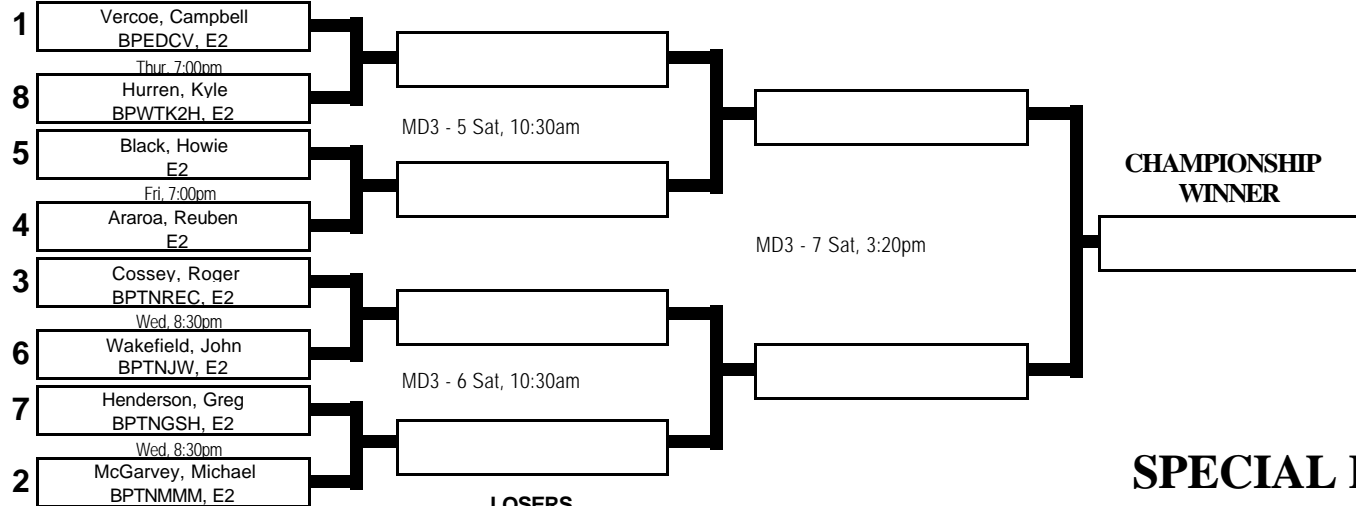 1
Vercoe, Campbell
BPEDCV, E2
Thur, 7:00pm
8
Hurren, Kyle
BPWTK2H, E2
5
Black, Howie
E2
Fri, 7:00pm
4
Araroa, Reuben
E2
3
Cossey, Roger
BPTNREC, E2
Wed, 8:30pm
6
Wakefield, John
BPTNJW, E2
7
Henderson, Greg
BPTNGSH, E2
Wed, 8:30pm
2
McGarvey, Michael
BPTNMMM, E2
MD3 - 5 Sat, 10:30am
MD3 - 6 Sat, 10:30am
LOSERS
MD3 - 7 Sat, 3:20pm
CHAMPIONSHIP
WINNER
SPECIAL